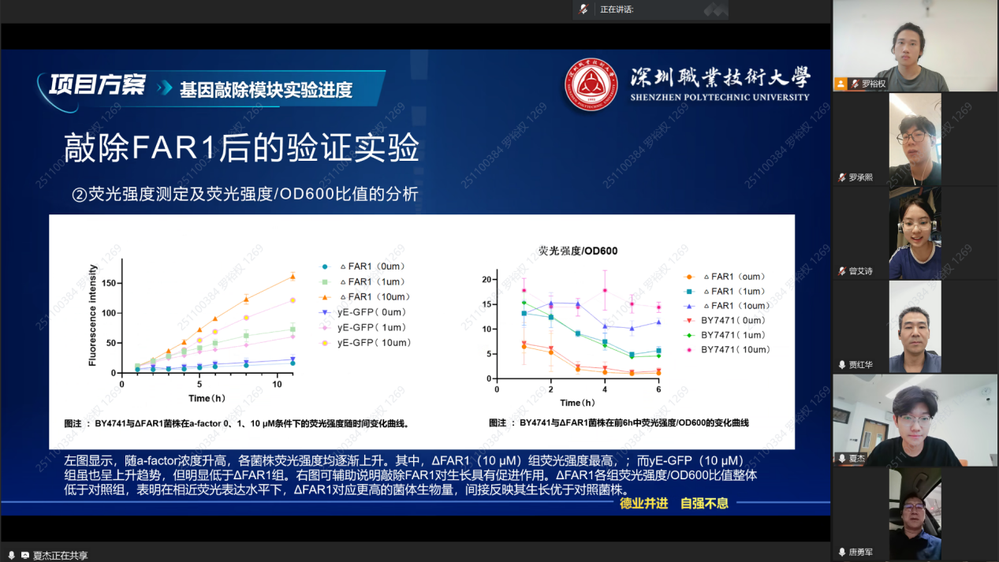 正在讲话:
项目方案
基因敲除模块实验进度
深圳職業技術大學
SHENZHEN POLYTECHNIC UNIVERSITY
敲除FAR1后的验证实验
②荧光强度测定及荧光强度/OD600比值的分析
Fluorescence intensity
150
100
50
0
0
5
10
Time（h）
△ FAR1（0um）
△ FAR1（1um）
△ FAR1（10um）
yE-GFP（ 0um）
yE-GFP（ 1um）
yE-GFP（ 10um）
荧光强度/OD600
20
15
10
5
0
0
2
4
6
Time（h）
△ FAR1（oum）
△ FAR1（1um）
△ FAR1（1oum）
BY7471（ 0um）
BY7471（ 1um）
BY7471（ 10um）
图注 ： BY4741与ΔFAR1菌株在a-factor 0、1、10 μM条件下的荧光强度随时间变化曲线。
图注 ： BY4741与ΔFAR1菌株在前6h中荧光强度/OD600的变化曲线
左图显示，随a-factor浓度升高，各菌株荧光强度均逐渐上升。其中，ΔFAR1（10 μM）组荧光强度最高，；而yE-GFP（10 μM）
组虽也呈上升趋势，但明显低于ΔFAR1组。右图可辅助说明敲除FAR1对生长具有促进作用。ΔFAR1各组荧光强度/OD600比值整体
低于对照组，表明在相近荧光表达水平下，ΔFAR1对应更高的菌体生物量，间接反映其生长优于对照菌株。
德业并进 自强不息
251100384 罗裕权 1269
罗裕权
罗承熙
曾艾诗
贾红华
夏杰
唐勇军
夏杰正在共享